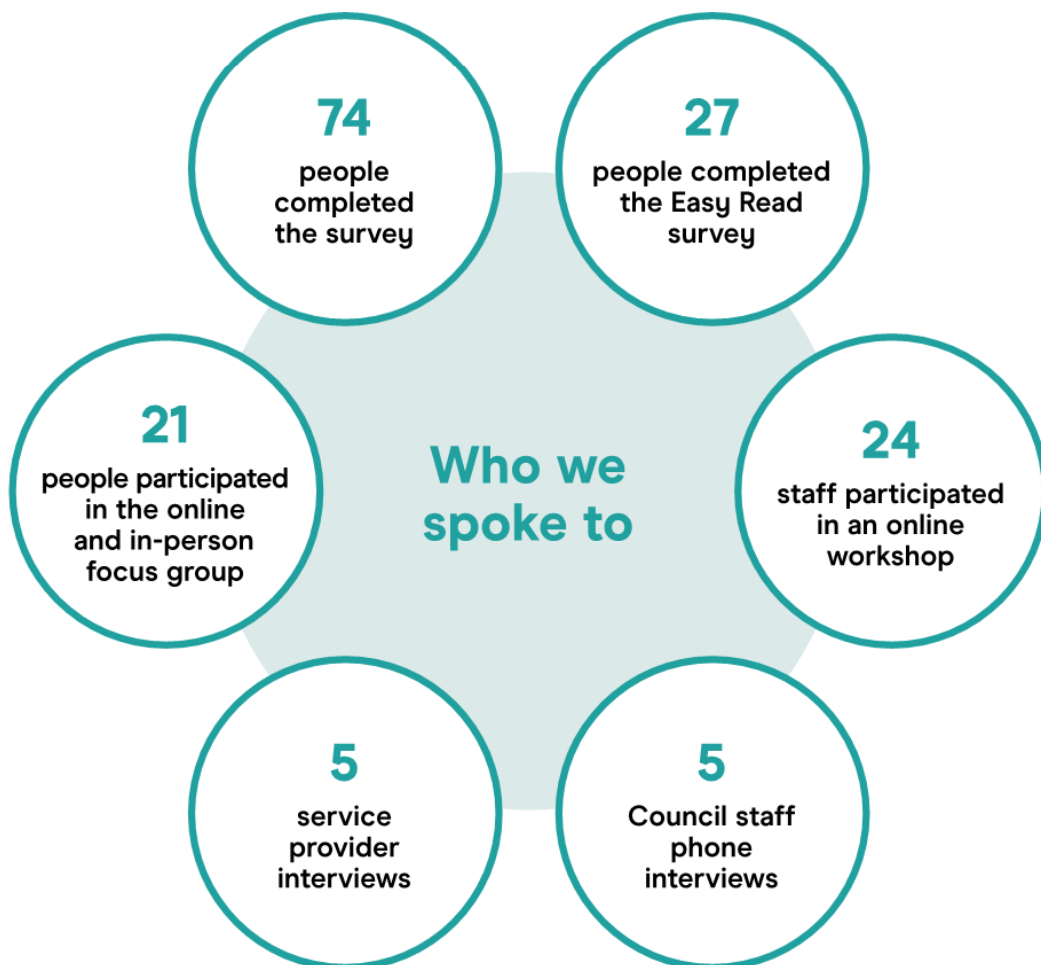 74
people
completed
the survey
27
people completed
the Easy Read
survey
21
people participated
in the online
and in-person
focus group
Who we
spoke to
24
staff participated
in an online
workshop
5
service
provider
interviews
5
Council staff
phone
interviews